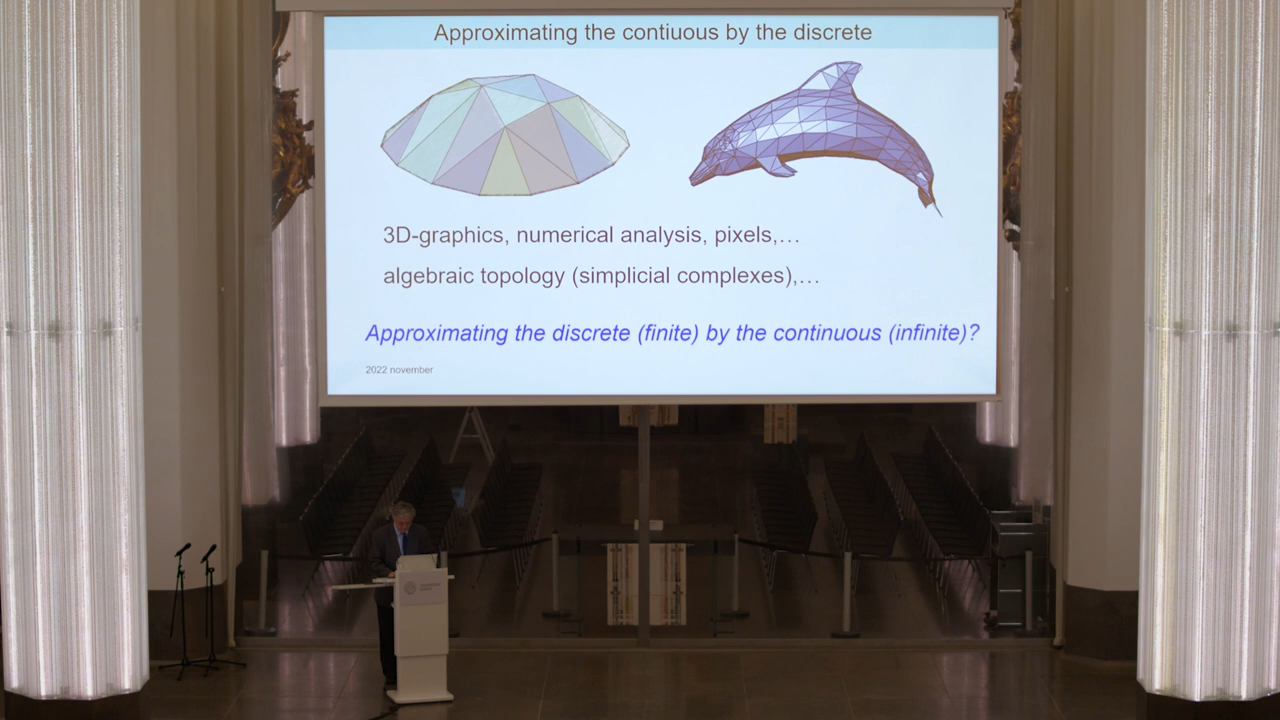 Approximating the contiuous by the discrete
3D-graphics, numerical analysis, pixels,…
algebraic topology (simplicial complexes),…
Approximating the discrete (finite) by the continuous (infinite)?
2022 november